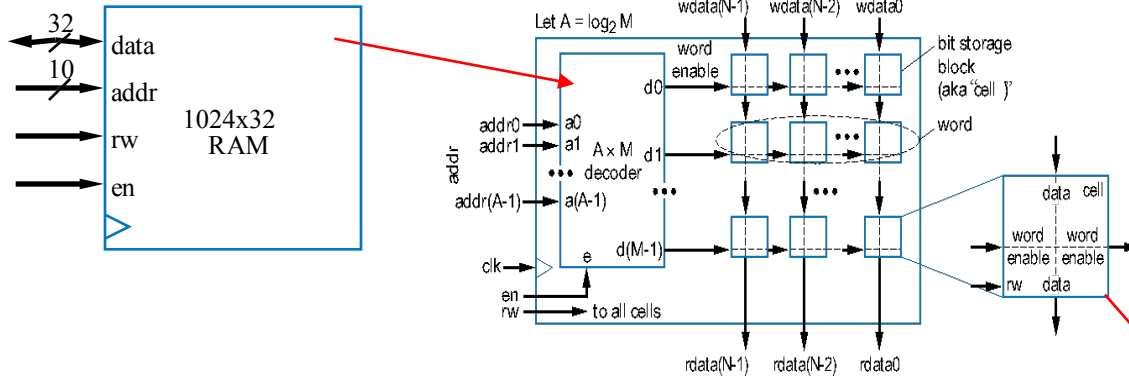 32
data
10
addr
rw
en
1024x32
RAM
Let A = log₂ M
wdata(N-1) wdata(N-2) wdata0
word
enable
bit storage
block
(aka “cell )”
word
d0
addr0 a0
addr1 a1
addr
A × M
decoder
d1
addr(A-1) a(A-1)
d(M-1)
clk
e
en
rw to all cells
rdata(N-1) rdata(N-2) rdata0
data cell
word word
enable enable
rw data